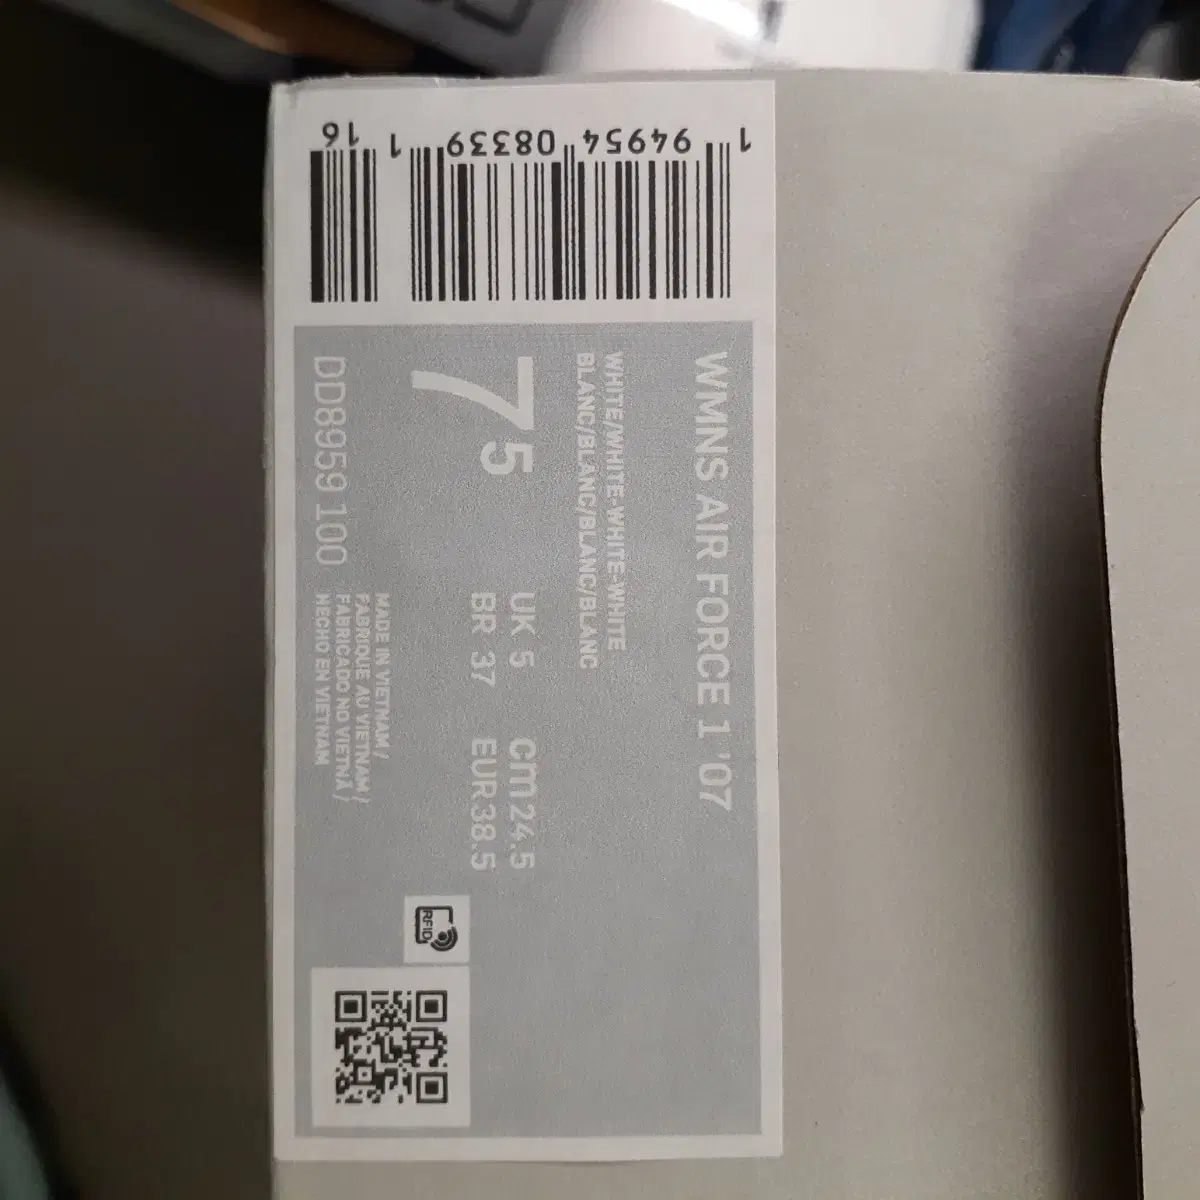 WMNS AIR FORCE 1 '07
WHITE/WHITE-WHITE-WHITE
BLANC/BLANC/BLANC/BLANC
7.5
UK 5 cm 24.5
BR 37 EUR 38.5
DD8959 100
MADE IN VIETNAM /
FABRIQUE AU VIETNAM /
FABRICADO NO VIETNÃ /
HECHO EN VIETNAM
RFID
1 94954 08339 1 16